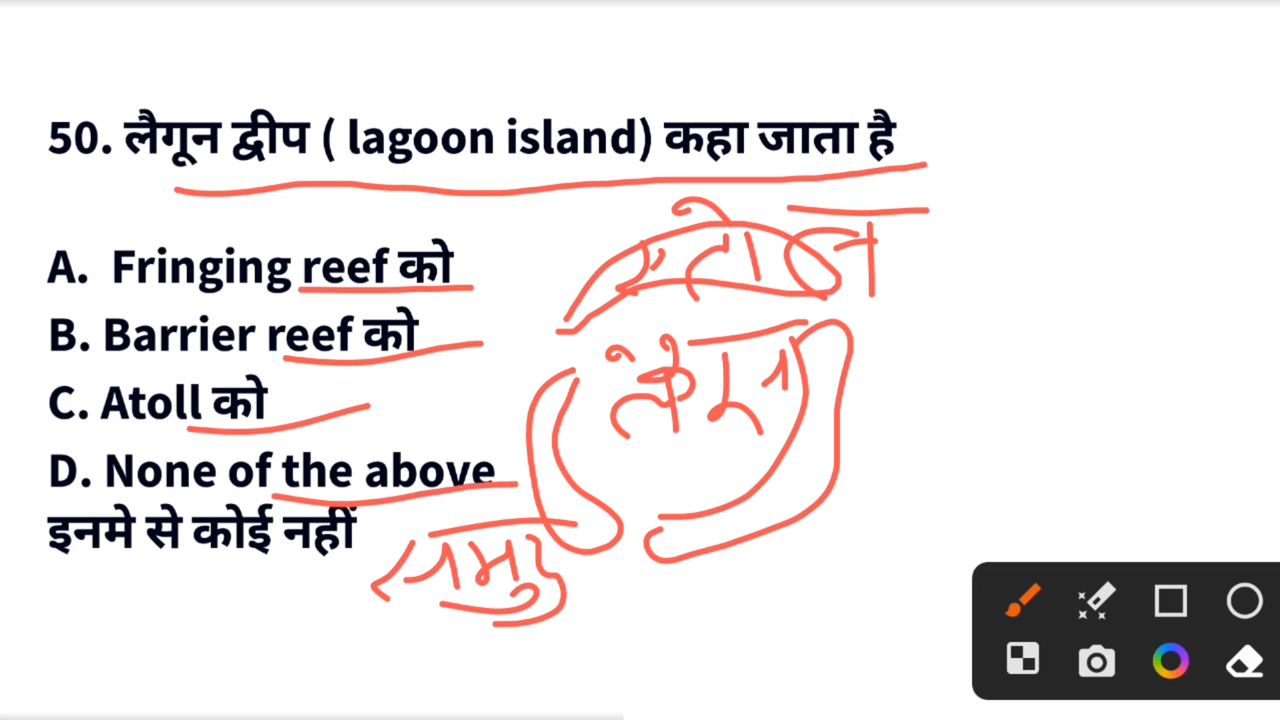 50. लैगून द्वीप ( lagoon island) कहा जाता है
A. Fringing reef को
B. Barrier reef को
C. Atoll को
D. None of the above
इनमे से कोई नहीं